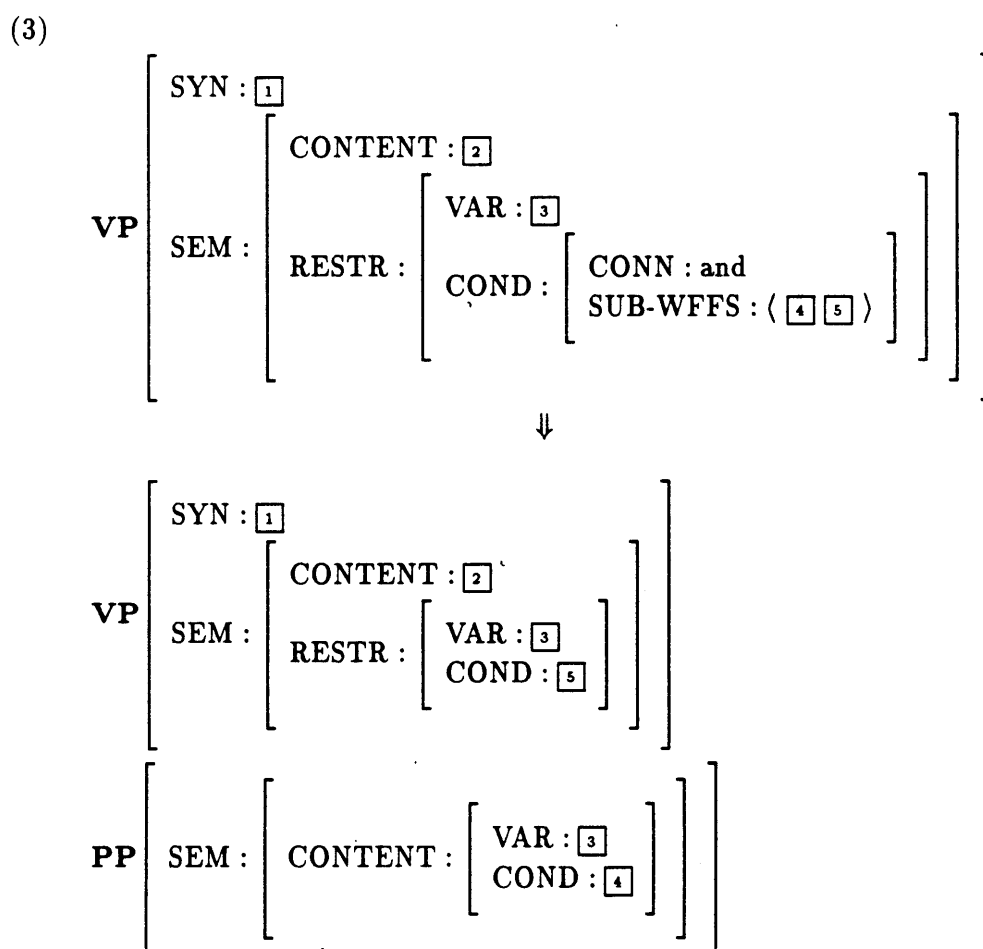 (3)
SYN : 1
CONTENT : 2
VAR : 3
VP
SEM :
RESTR :
COND :
CONN : and
SUB-WFFS : ⟨ 4 5 ⟩
⇓
SYN : 1
CONTENT : 2
VP
SEM :
RESTR :
VAR : 3
COND : 5
PP
SEM :
CONTENT :
VAR : 3
COND : 4